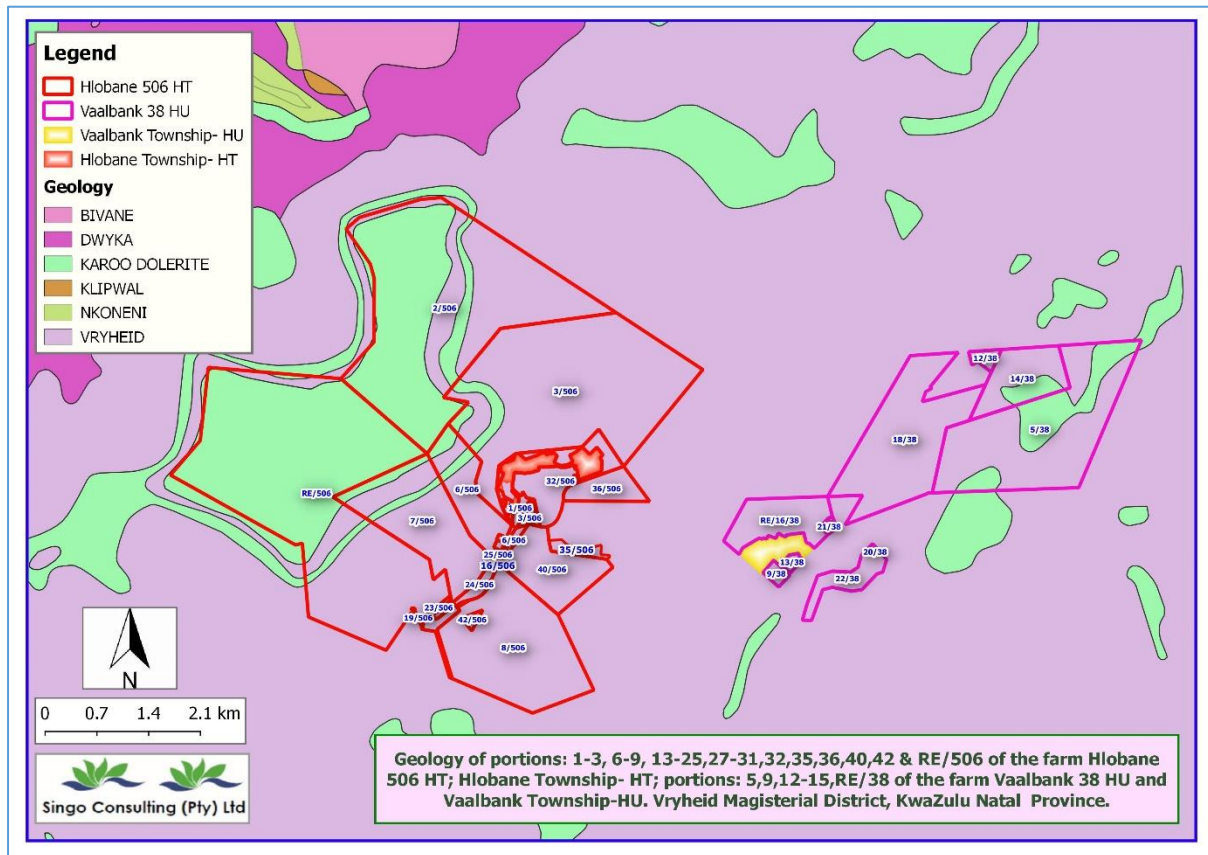 Legend
Hlobane 506 HT
Vaalbank 38 HU
Vaalbank Township- HU
Hlobane Township- HT
Geology
BIVANE
DWYKA
KAROO DOLERITE
KLIPWAL
NKONENI
VRYHEID
2/506
3/506
12/38
14/38
5/38
18/38
RE/506
6/506
32/506
36/506
1/506
3/506
7/506
6/506
25/506
35/506
16/506
40/506
24/506
23/506
19/506
42/506
8/506
RE/16/38
21/38
20/38
13/38
9/38
22/38
N
0 0.7 1.4 2.1 km
Singo Consulting (Pty) Ltd
Geology of portions: 1-3, 6-9, 13-25,27-31,32,35,36,40,42 & RE/506 of the farm Hlobane
506 HT; Hlobane Township- HT; portions: 5,9,12-15,RE/38 of the farm Vaalbank 38 HU and
Vaalbank Township-HU. Vryheid Magisterial District, KwaZulu Natal Province.